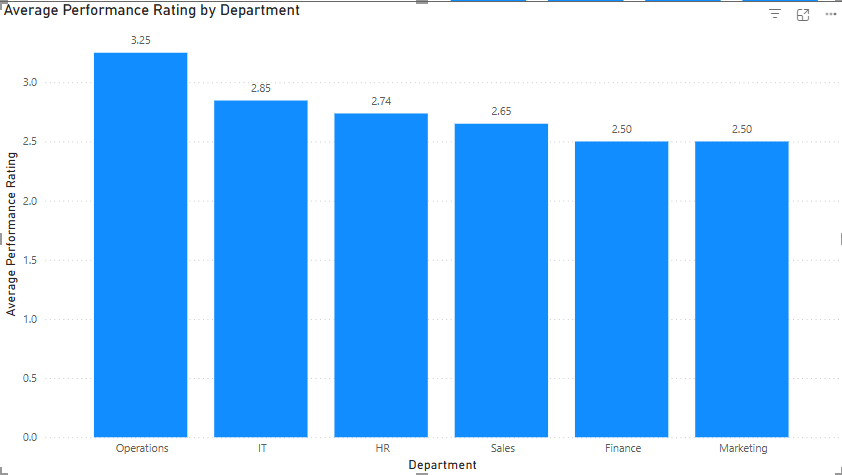 Average Performance Rating by Department
3.25
2.85
2.74
2.65
2.50
2.50
3.0
2.5
2.0
1.5
1.0
0.5
0.0
Average Performance Rating
Operations
IT
HR
Sales
Finance
Marketing
Department